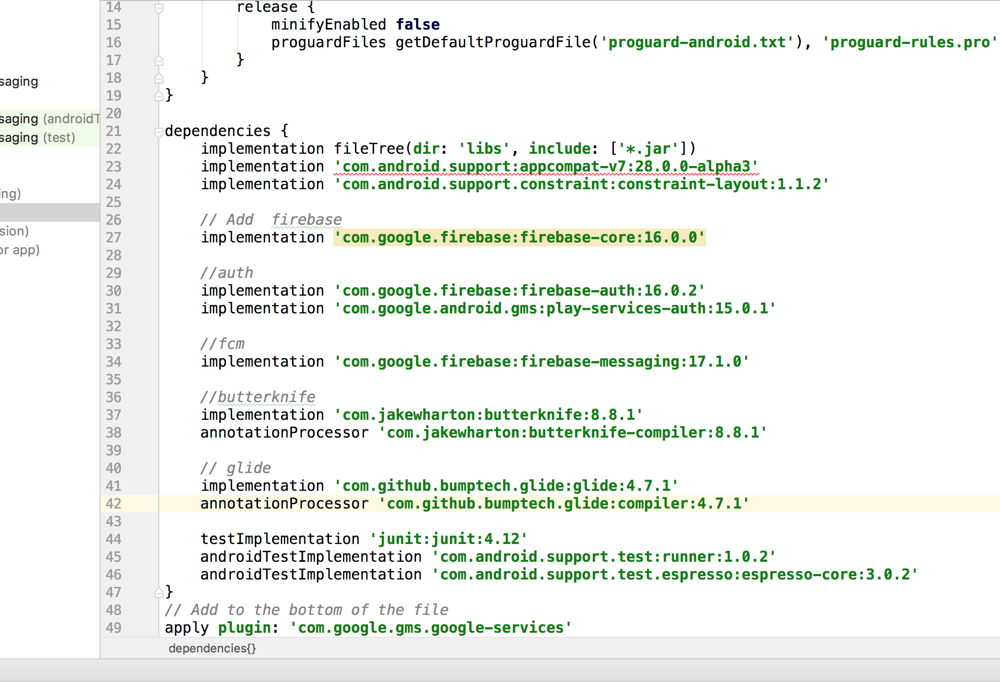 saging
saging (androidT
saging (test)
ing)
sion)
or app)
14 release {
15 minifyEnabled false
16 proguardFiles getDefaultProguardFile('proguard-android.txt'), 'proguard-rules.pro'
17 }
18 }
19 }
20
21 dependencies {
22 implementation fileTree(dir: 'libs', include: ['*.jar'])
23 implementation 'com.android.support:appcompat-v7:28.0.0-alpha3'
24 implementation 'com.android.support.constraint:constraint-layout:1.1.2'
25
26 // Add  firebase
27 implementation 'com.google.firebase:firebase-core:16.0.0'
28
29 //auth
30 implementation 'com.google.firebase:firebase-auth:16.0.2'
31 implementation 'com.google.android.gms:play-services-auth:15.0.1'
32
33 //fcm
34 implementation 'com.google.firebase:firebase-messaging:17.1.0'
35
36 //butterknife
37 implementation 'com.jakewharton:butterknife:8.8.1'
38 annotationProcessor 'com.jakewharton:butterknife-compiler:8.8.1'
39
40 // glide
41 implementation 'com.github.bumptech.glide:glide:4.7.1'
42 annotationProcessor 'com.github.bumptech.glide:compiler:4.7.1'
43
44 testImplementation 'junit:junit:4.12'
45 androidTestImplementation 'com.android.support.test:runner:1.0.2'
46 androidTestImplementation 'com.android.support.test.espresso:espresso-core:3.0.2'
47 }
48 // Add to the bottom of the file
49 apply plugin: 'com.google.gms.google-services'
dependencies{}